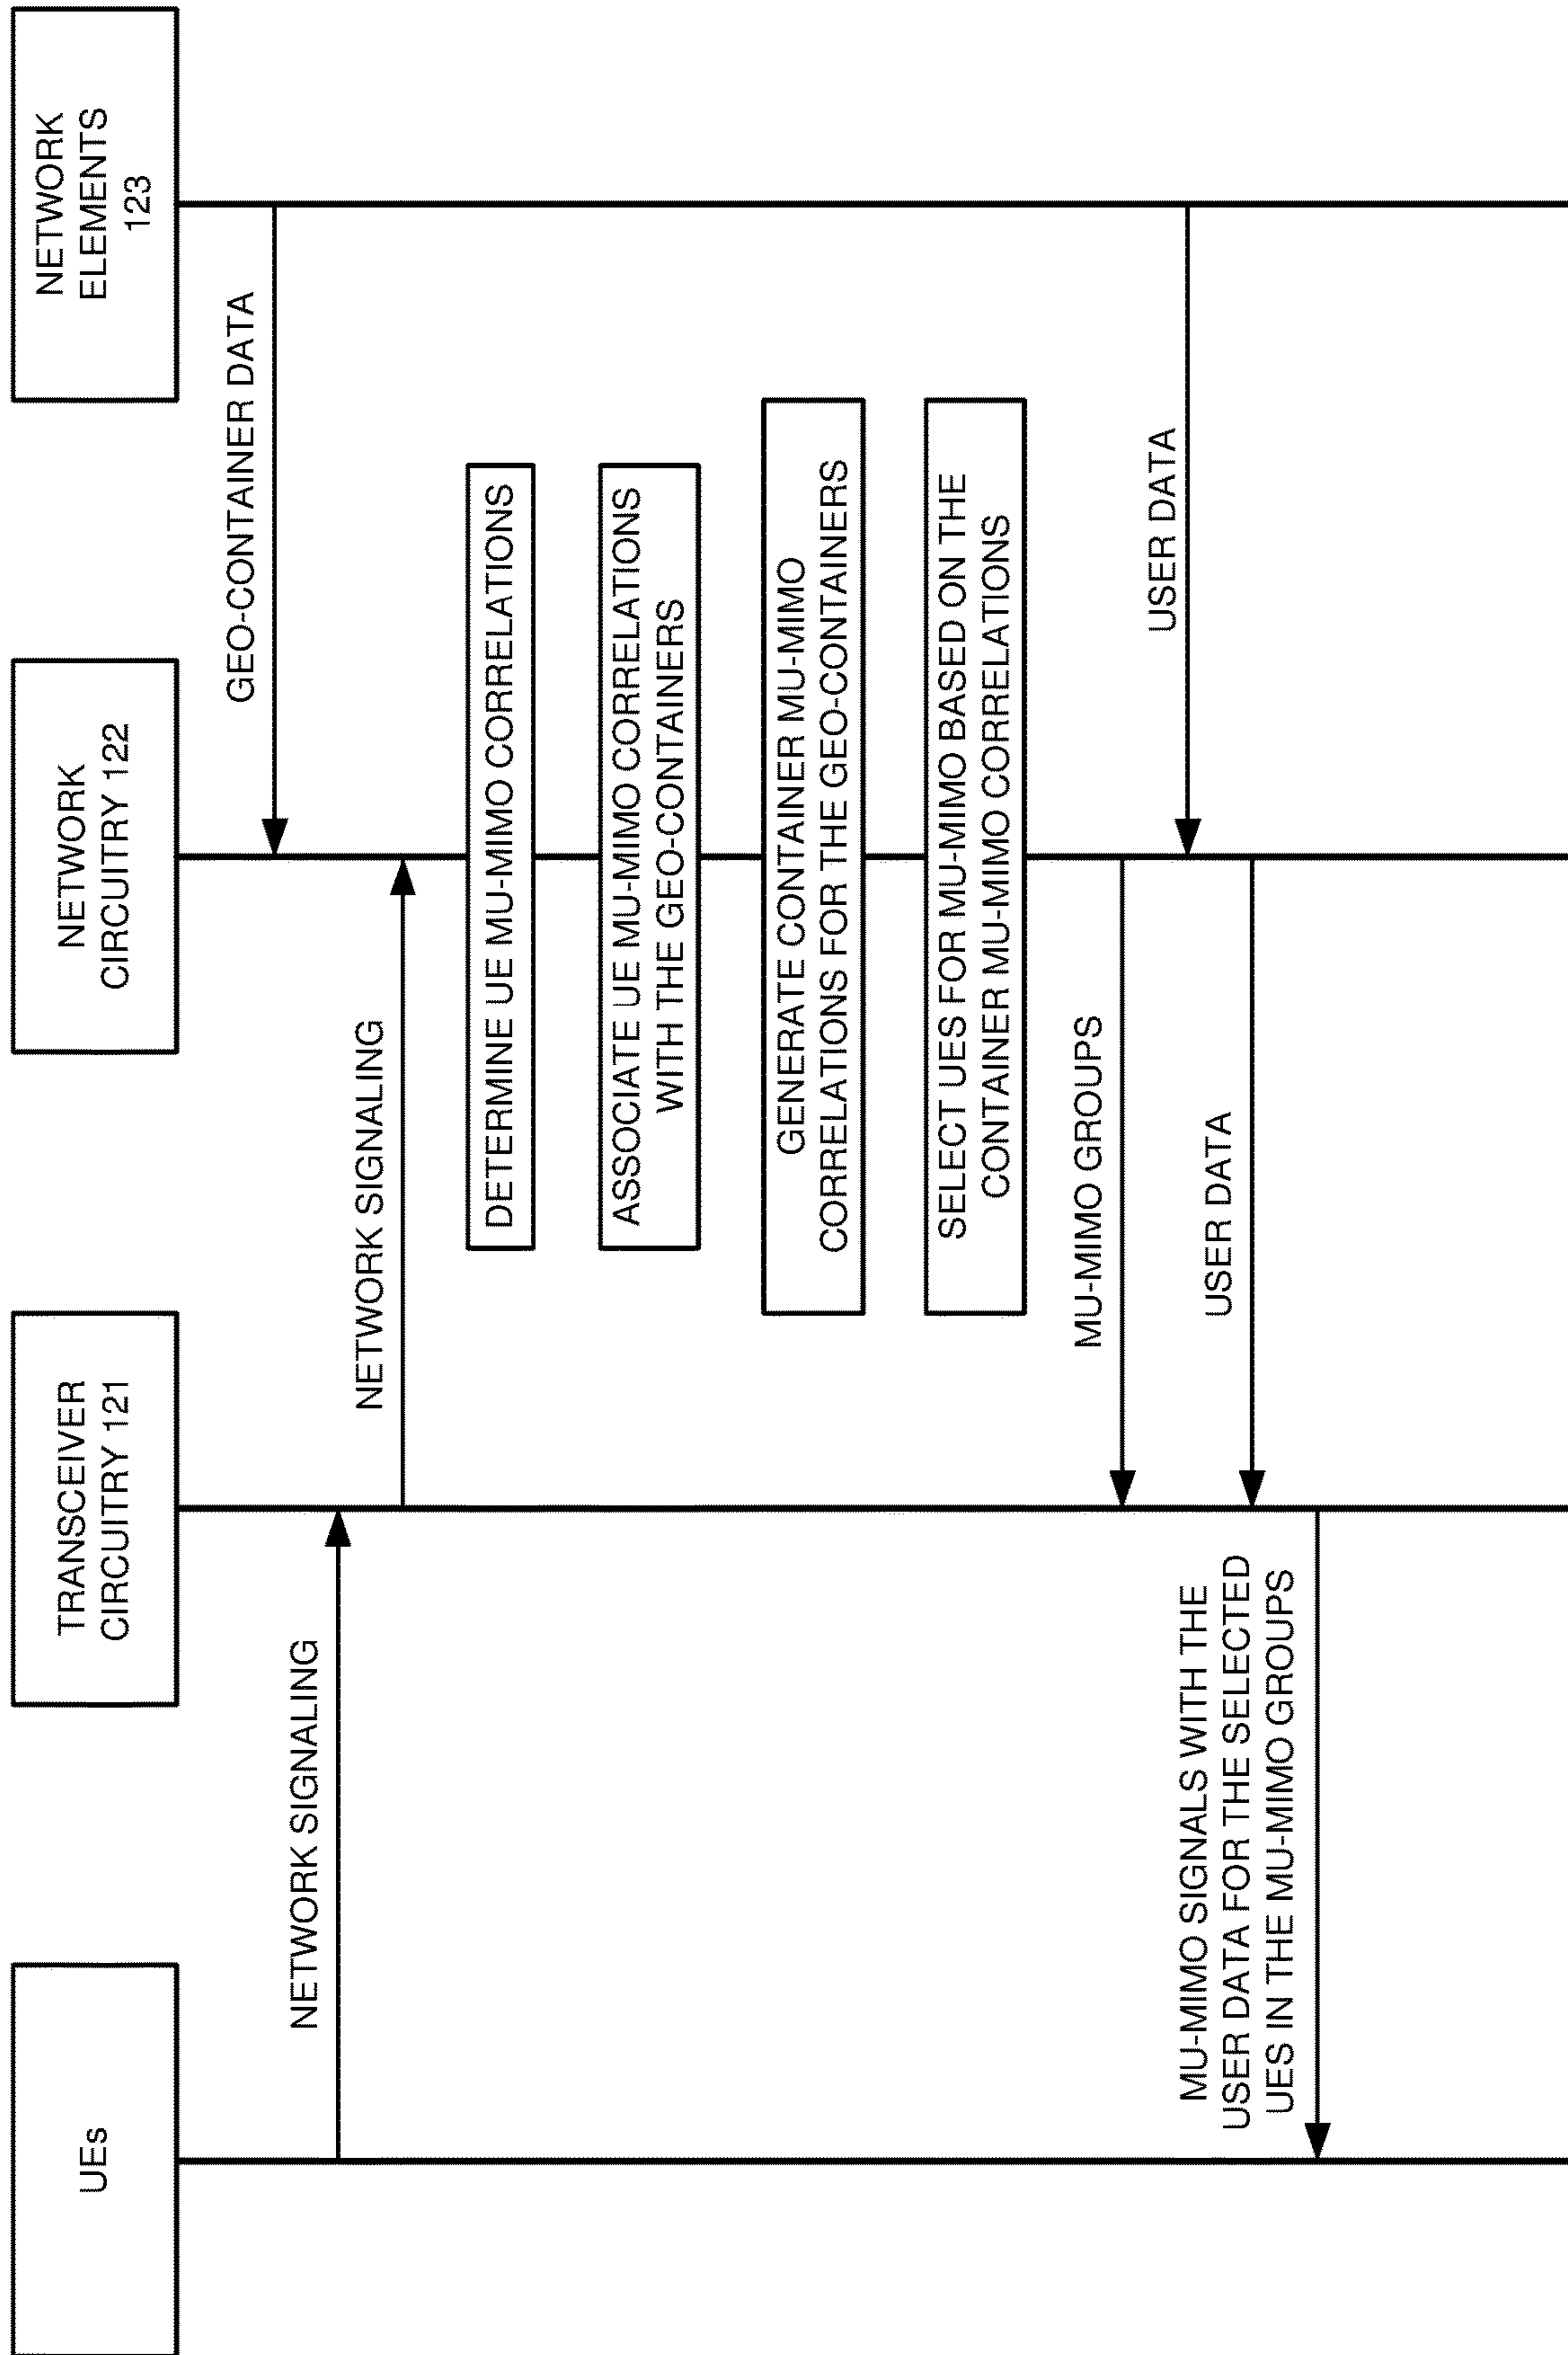 UEs
TRANSCEIVER
CIRCUITRY 121
NETWORK
CIRCUITRY 122
NETWORK
ELEMENTS
123
GEO-CONTAINER DATA
NETWORK SIGNALING
NETWORK SIGNALING
DETERMINE UE MU-MIMO CORRELATIONS
ASSOCIATE UE MU-MIMO CORRELATIONS
WITH THE GEO-CONTAINERS
GENERATE CONTAINER MU-MIMO
CORRELATIONS FOR THE GEO-CONTAINERS
SELECT UES FOR MU-MIMO BASED ON THE
CONTAINER MU-MIMO CORRELATIONS
MU-MIMO GROUPS
USER DATA
USER DATA
MU-MIMO SIGNALS WITH THE
USER DATA FOR THE SELECTED
UES IN THE MU-MIMO GROUPS